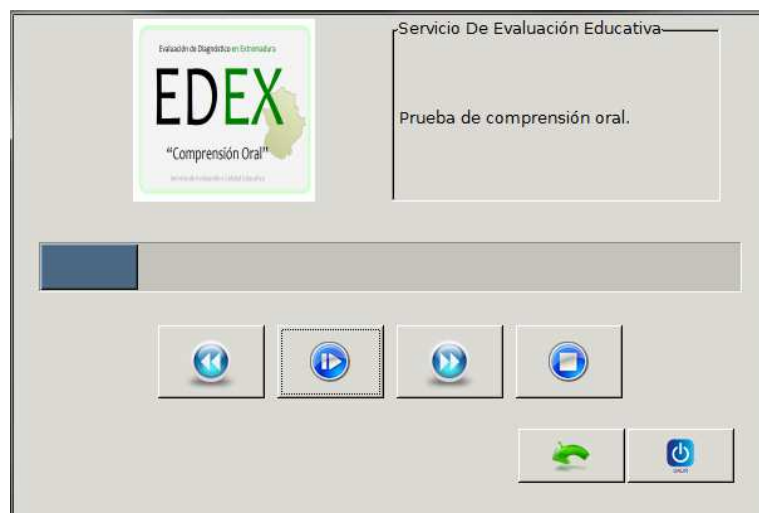 Evaluación de Diagnóstico en Extremadura
EDEX
"Comprensión Oral"
Servicio De Evaluación Educativa
Prueba de comprensión oral.